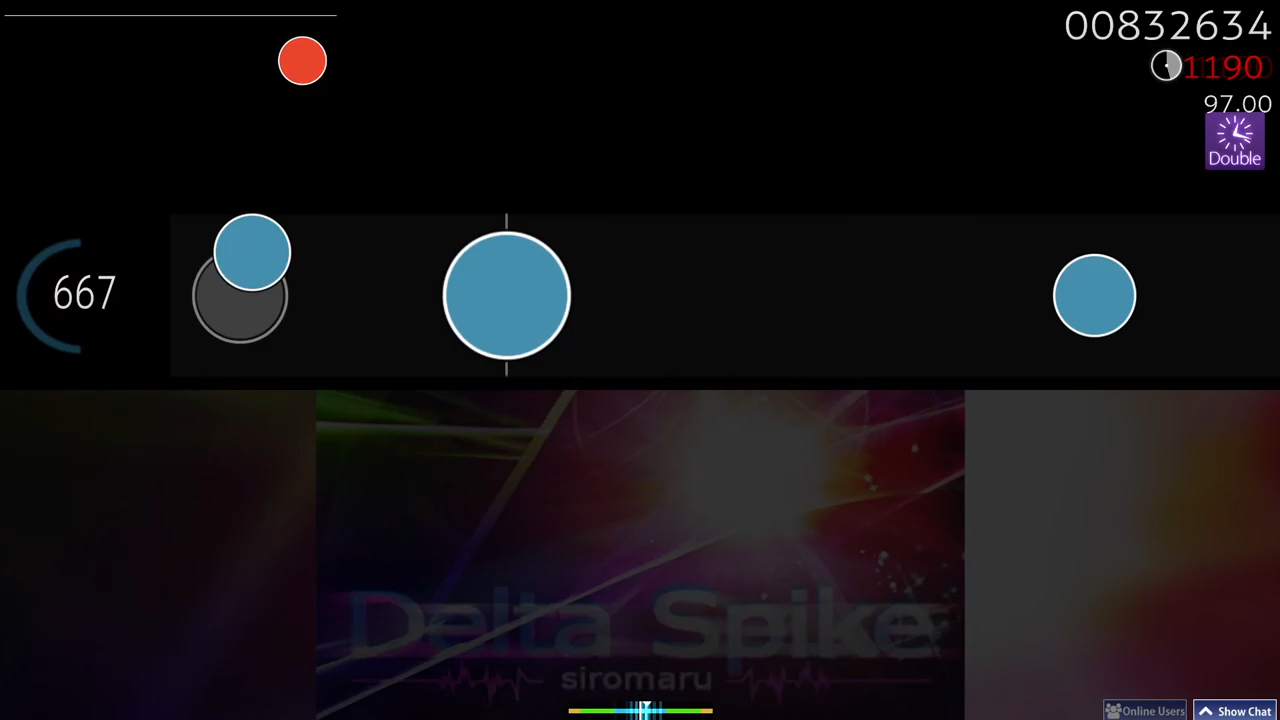 00832634
1190
97.00
Double
667
Delta Spike
siromaru
Online Users
Show Chat